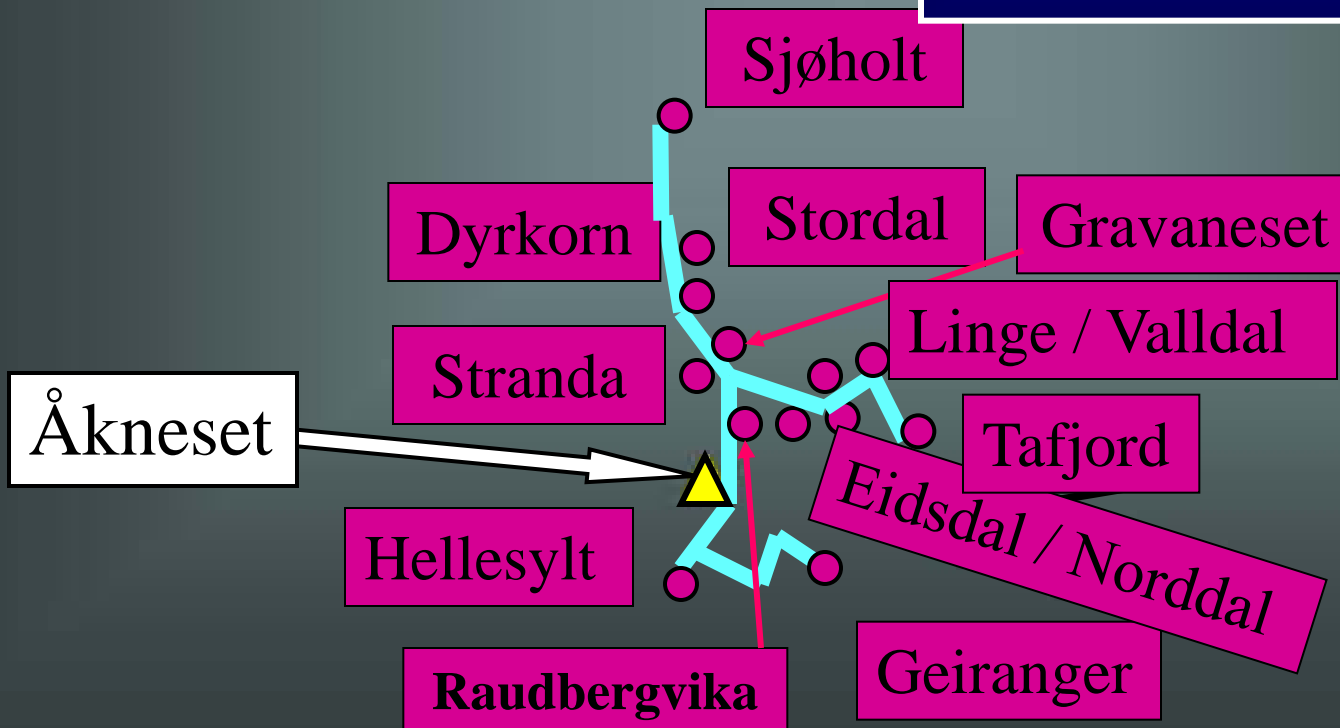 Sjøholt
Dyrkorn
Stordal
Gravaneset
Linge / Valldal
Stranda
Åkneset
Tafjord
Eidsdal / Norddal
Hellesylt
Geiranger
Raudbergvika